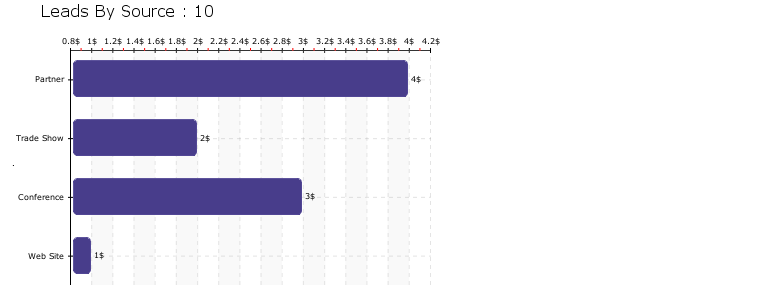 Leads By Source : 10
0.8$ 1$ 1.2$ 1.4$ 1.6$ 1.8$ 2$ 2.2$ 2.4$ 2.6$ 2.8$ 3$ 3.2$ 3.4$ 3.6$ 3.8$ 4$ 4.2$
Partner 4$
Trade Show 2$
Conference 3$
Web Site 1$